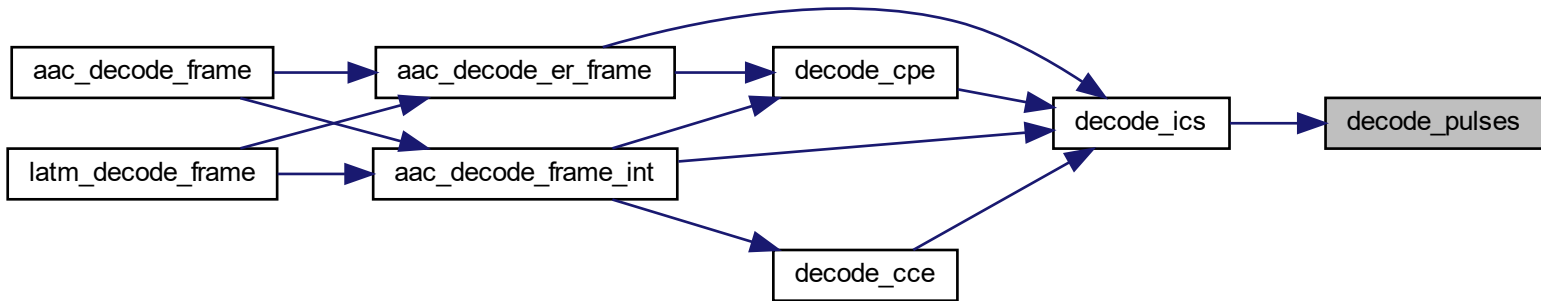 aac_decode_frame
aac_decode_er_frame
decode_cpe
decode_ics
decode_pulses
latm_decode_frame
aac_decode_frame_int
decode_cce